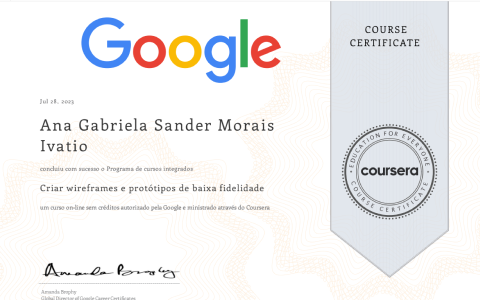 Google
COURSE
CERTIFICATE
Jul 28, 2023
Ana Gabriela Sander Morais
Ivatio
concluiu com sucesso o Programa de cursos integrados
Criar wireframes e protótipos de baixa fidelidade
um curso on-line sem créditos autorizado pela Google e ministrado através do Coursera
EDUCATION FOR EVERYONE
coursera
COURSE CERTIFICATE
Amanda Brophy
Amanda Brophy
Global Director of Google Career Certificates